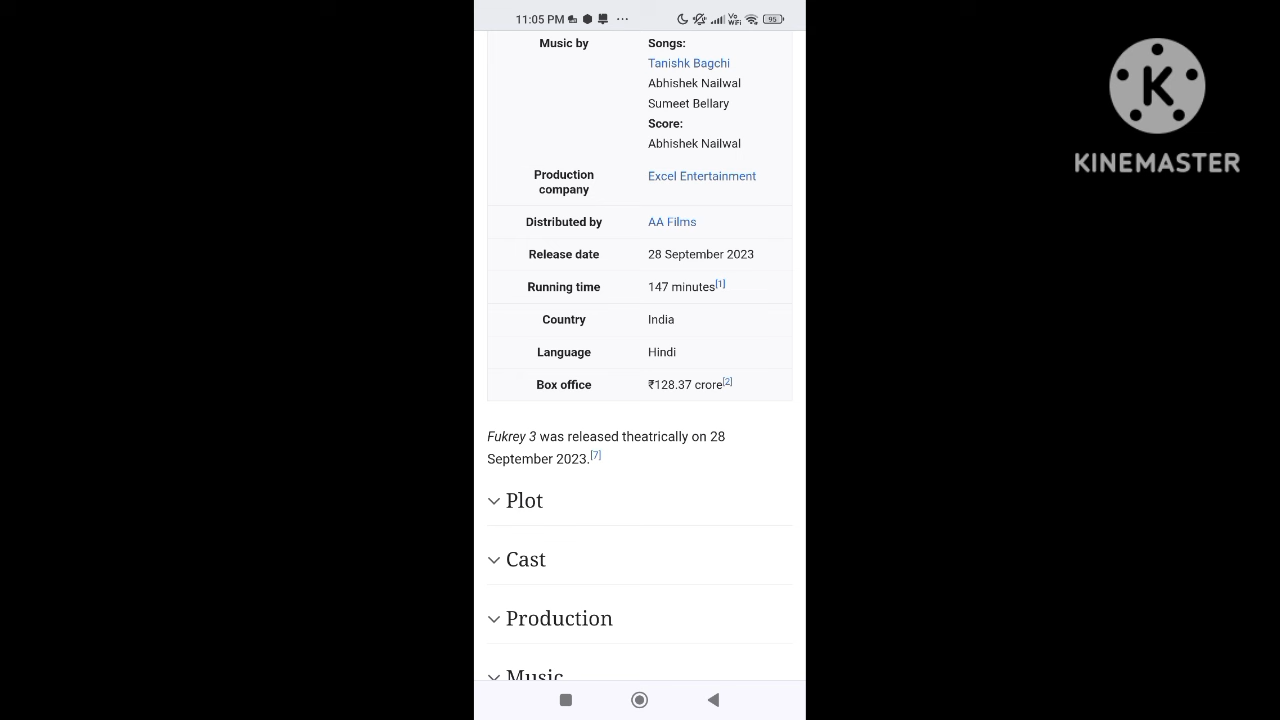 11:05 PM ...
Vo
WiFi
95
Music by
Songs:
Tanishk Bagchi
Abhishek Nailwal
Sumeet Bellary
Score:
Abhishek Nailwal
Production
company
Excel Entertainment
Distributed by
AA Films
Release date
28 September 2023
Running time
147 minutes[1]
Country
India
Language
Hindi
Box office
₹128.37 crore[2]
Fukrey 3 was released theatrically on 28
September 2023.[7]
Plot
Cast
Production
Music
K
KINEMASTER